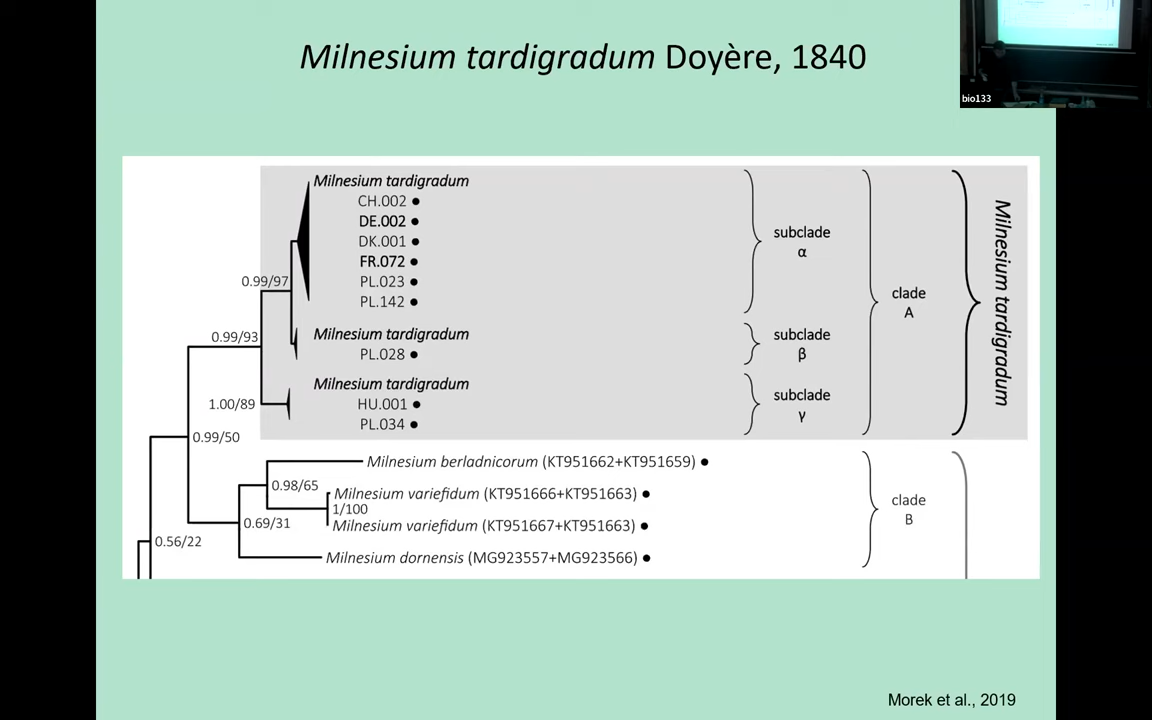 Milnesium tardigradum Doyère, 1840
bio133
Milnesium tardigradum
CH.002 ●
DE.002 ●
DK.001 ●
FR.072 ●
PL.023 ●
PL.142 ●
subclade
α
0.99/97
Milnesium tardigradum
PL.028 ●
subclade
β
0.99/93
Milnesium tardigradum
HU.001 ●
PL.034 ●
subclade
γ
1.00/89
clade
A
Milnesium tardigradum
0.99/50
Milnesium berladnicorum (KT951662+KT951659) ●
0.98/65
Milnesium variefidum (KT951666+KT951663) ●
1/100
Milnesium variefidum (KT951667+KT951663) ●
0.69/31
Milnesium dornensis (MG923557+MG923566) ●
clade
B
0.56/22
Morek et al., 2019